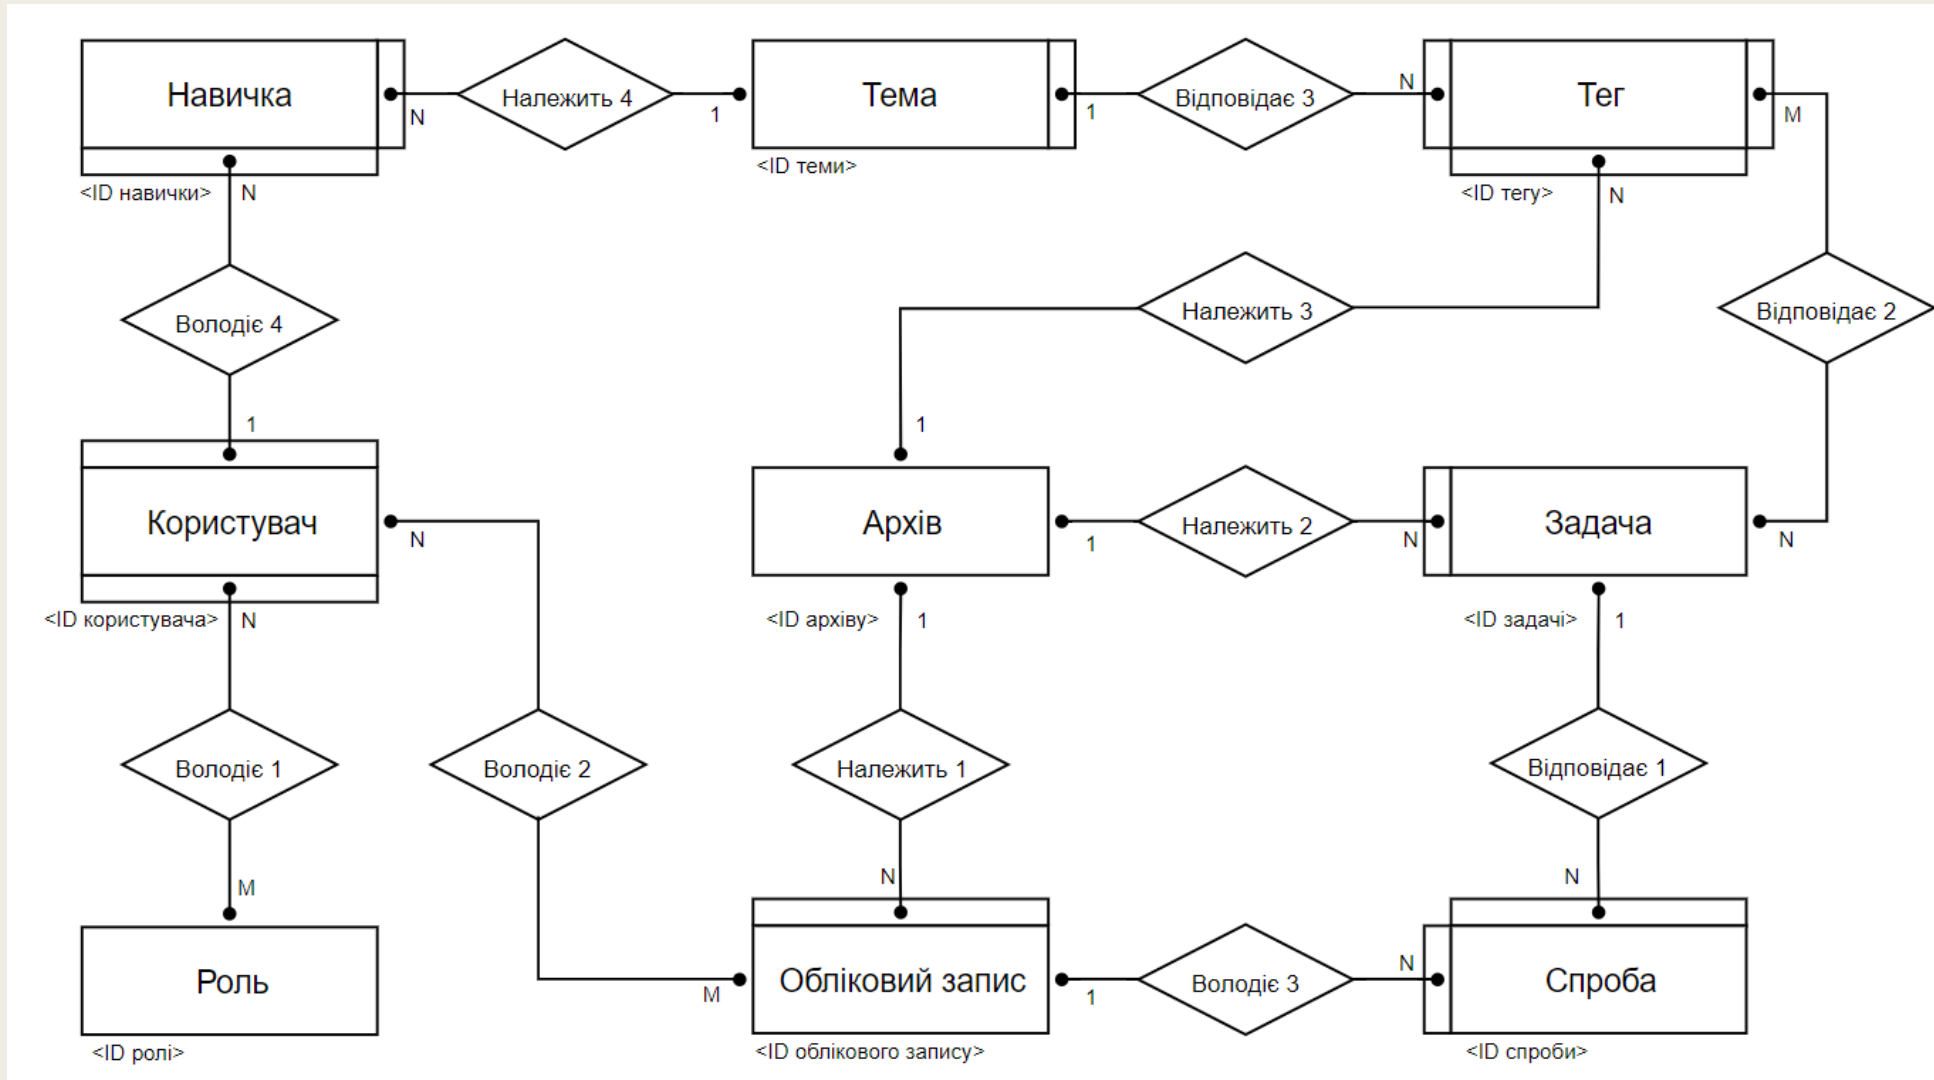 Навичка
Належить 4
Тема
Відповідає 3
Тег
N
1
1
N
M
<ID навички>
N
<ID теми>
<ID тегу>
N
Володіє 4
Належить 3
Відповідає 2
1
1
Користувач
N
Архів
1
Належить 2
N
Задача
N
<ID користувача>
N
<ID архіву>
1
<ID задачі>
1
Володіє 1
Володіє 2
Належить 1
Відповідає 1
M
N
N
Роль
M
Обліковий запис
1
Володіє 3
N
Спроба
<ID ролі>
<ID облікового запису>
<ID спроби>